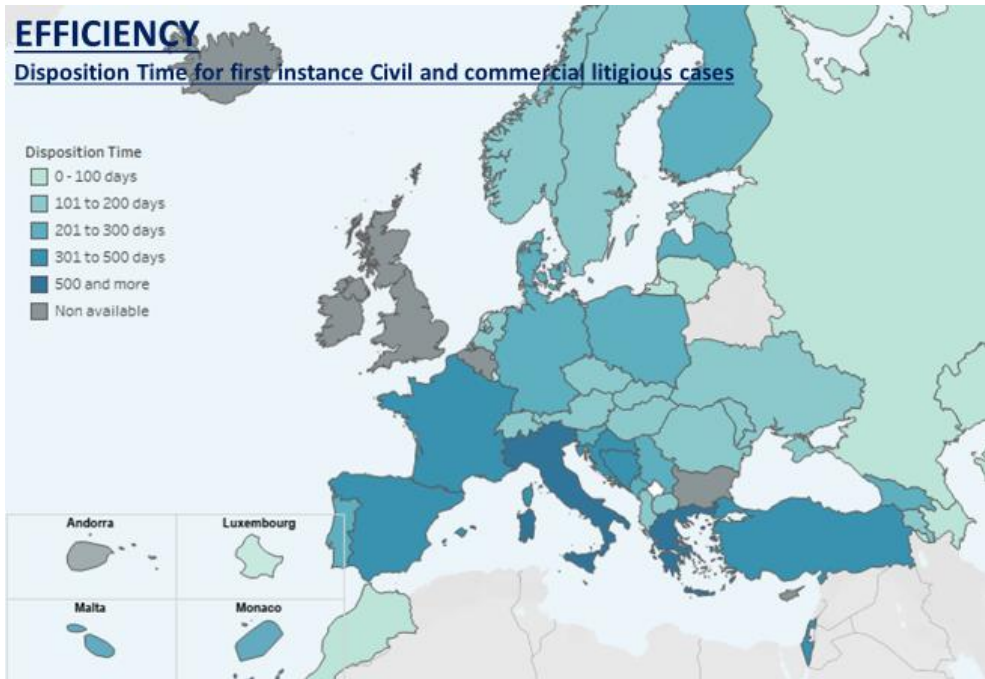 EFFICIENCY
Disposition Time for first instance Civil and commercial litigious cases
Disposition Time
0 - 100 days
101 to 200 days
201 to 300 days
301 to 500 days
500 and more
Non available
Andorra
Luxembourg
Malta
Monaco